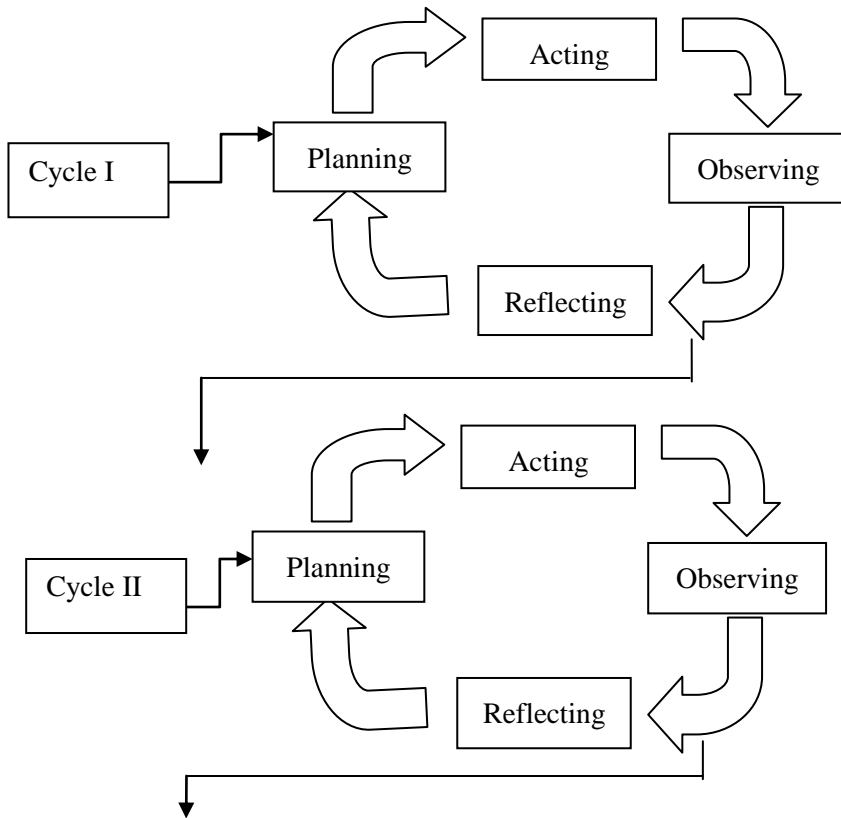 Acting
Cycle I
Planning
Observing
Reflecting
Acting
Cycle II
Planning
Observing
Reflecting